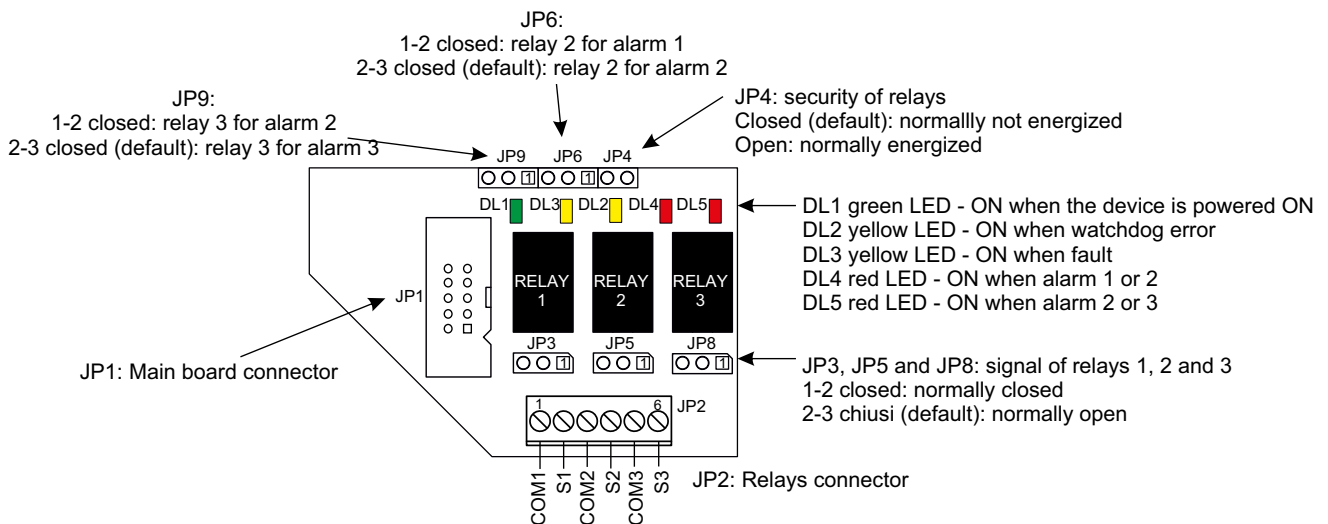 JP6:
1-2 closed: relay 2 for alarm 1
2-3 closed (default): relay 2 for alarm 2
JP9:
1-2 closed: relay 3 for alarm 2
2-3 closed (default): relay 3 for alarm 3
JP4: security of relays
Closed (default): normallly not energized
Open: normally energized
JP9 JP6 JP4
1 1
DL1 DL3 DL2 DL4 DL5
DL1 green LED - ON when the device is powered ON
DL2 yellow LED - ON when watchdog error
DL3 yellow LED - ON when fault
DL4 red LED - ON when alarm 1 or 2
DL5 red LED - ON when alarm 2 or 3
RELAY 1
RELAY 2
RELAY 3
JP1
JP1: Main board connector
JP3 JP5 JP8
1 1 1
JP3, JP5 and JP8: signal of relays 1, 2 and 3
1-2 closed: normally closed
2-3 chiusi (default): normally open
1 6
JP2
COM1 S1 COM2 S2 COM3 S3
JP2: Relays connector